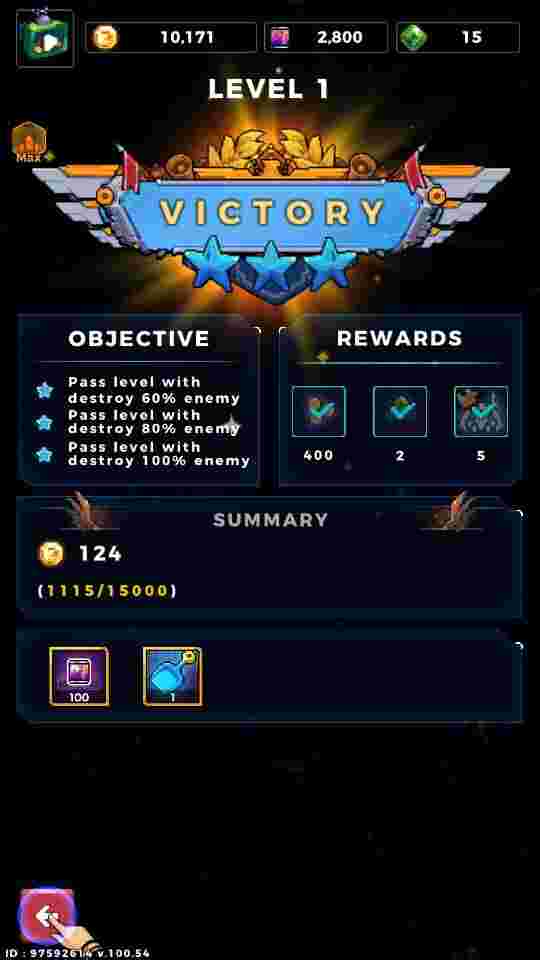 10,171
2,800
15
LEVEL 1
Max
VICTORY
OBJECTIVE
Pass level with
destroy 60% enemy
Pass level with
destroy 80% enemy
Pass level with
destroy 100% enemy
REWARDS
400
2
5
SUMMARY
124
(1115/15000)
100
1
ID : 97592614 v.100.54